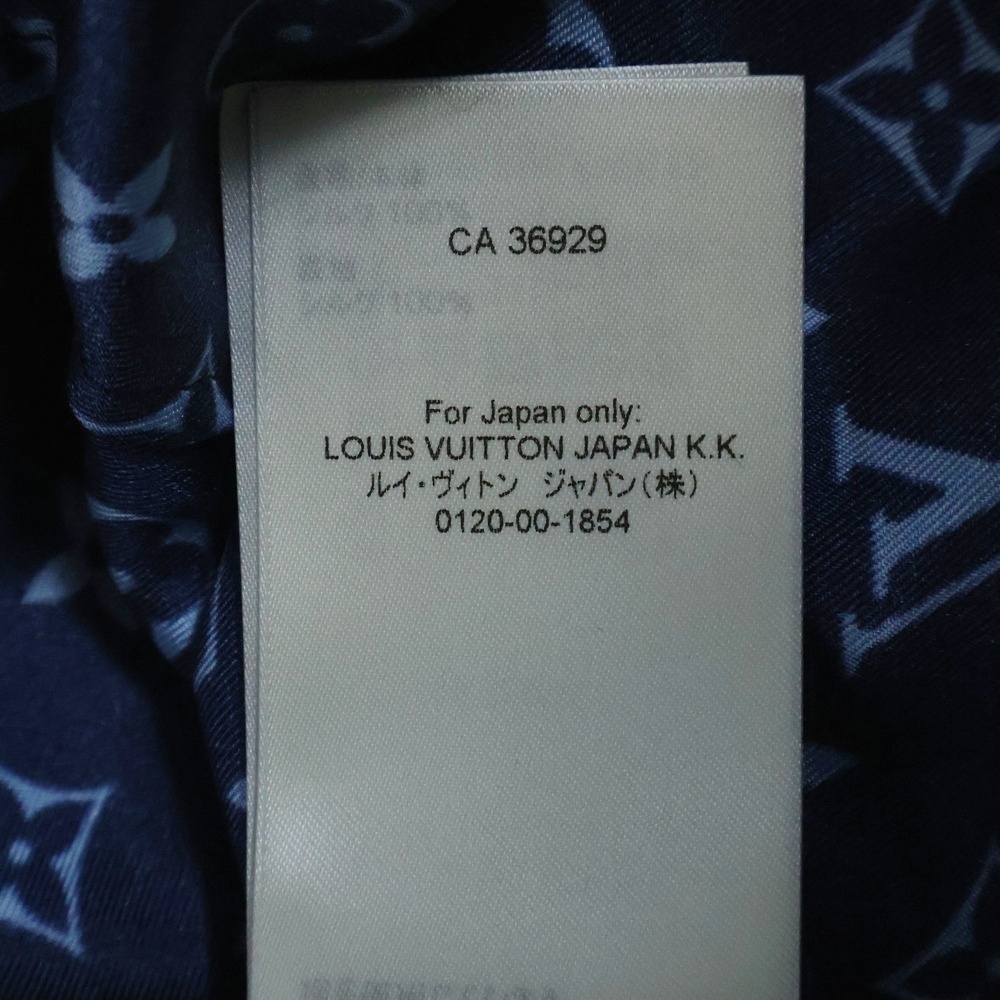 CA 36929
For Japan only:
LOUIS VUITTON JAPAN K.K.
ルイ・ヴィトン ジャパン(株)
0120-00-1854